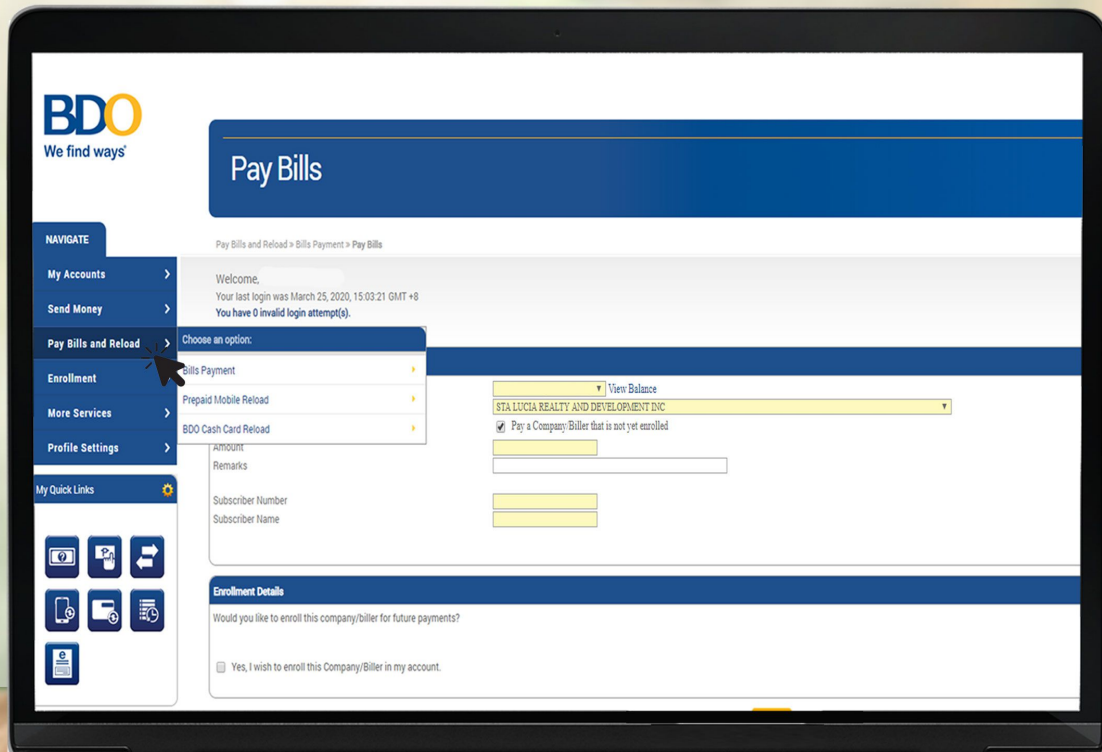 BDO
We find ways®
Pay Bills
NAVIGATE
My Accounts
Send Money
Pay Bills and Reload
Enrollment
More Services
Profile Settings
My Quick Links
Pay Bills and Reload » Bills Payment » Pay Bills
Welcome,
Your last login was March 25, 2020, 15:03:21 GMT +8
You have 0 invalid login attempt(s).
Choose an option:
Bills Payment
Prepaid Mobile Reload
BDO Cash Card Reload
View Balance
STA LUCIA REALTY AND DEVELOPMENT INC
Pay a Company/Biller that is not yet enrolled
Amount
Remarks
Subscriber Number
Subscriber Name
Enrollment Details
Would you like to enroll this company/biller for future payments?
Yes, I wish to enroll this Company/Biller in my account.